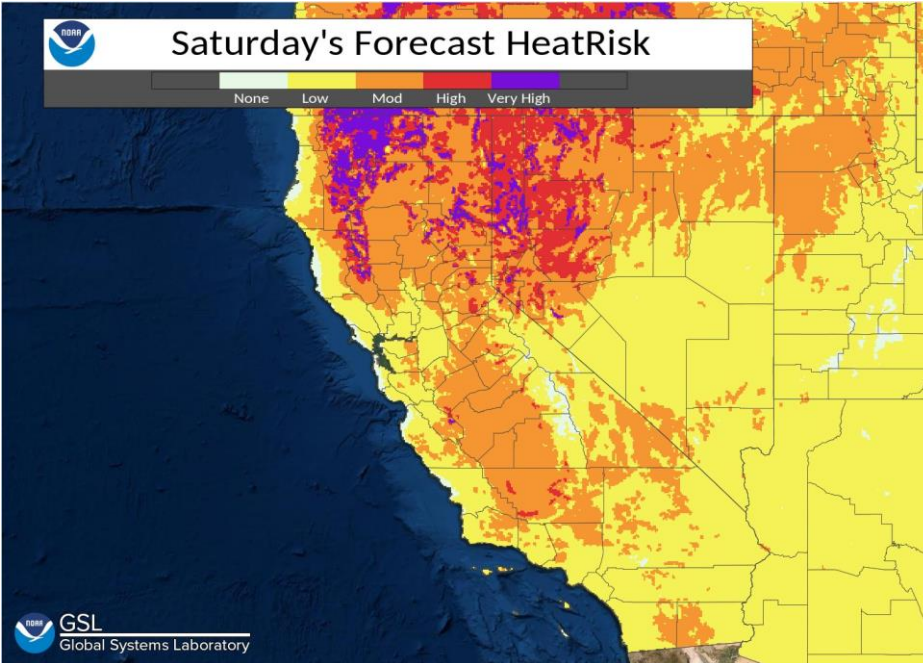 NOAA
Saturday's Forecast HeatRisk
None Low Mod High Very High
NOAA
GSL
Global Systems Laboratory